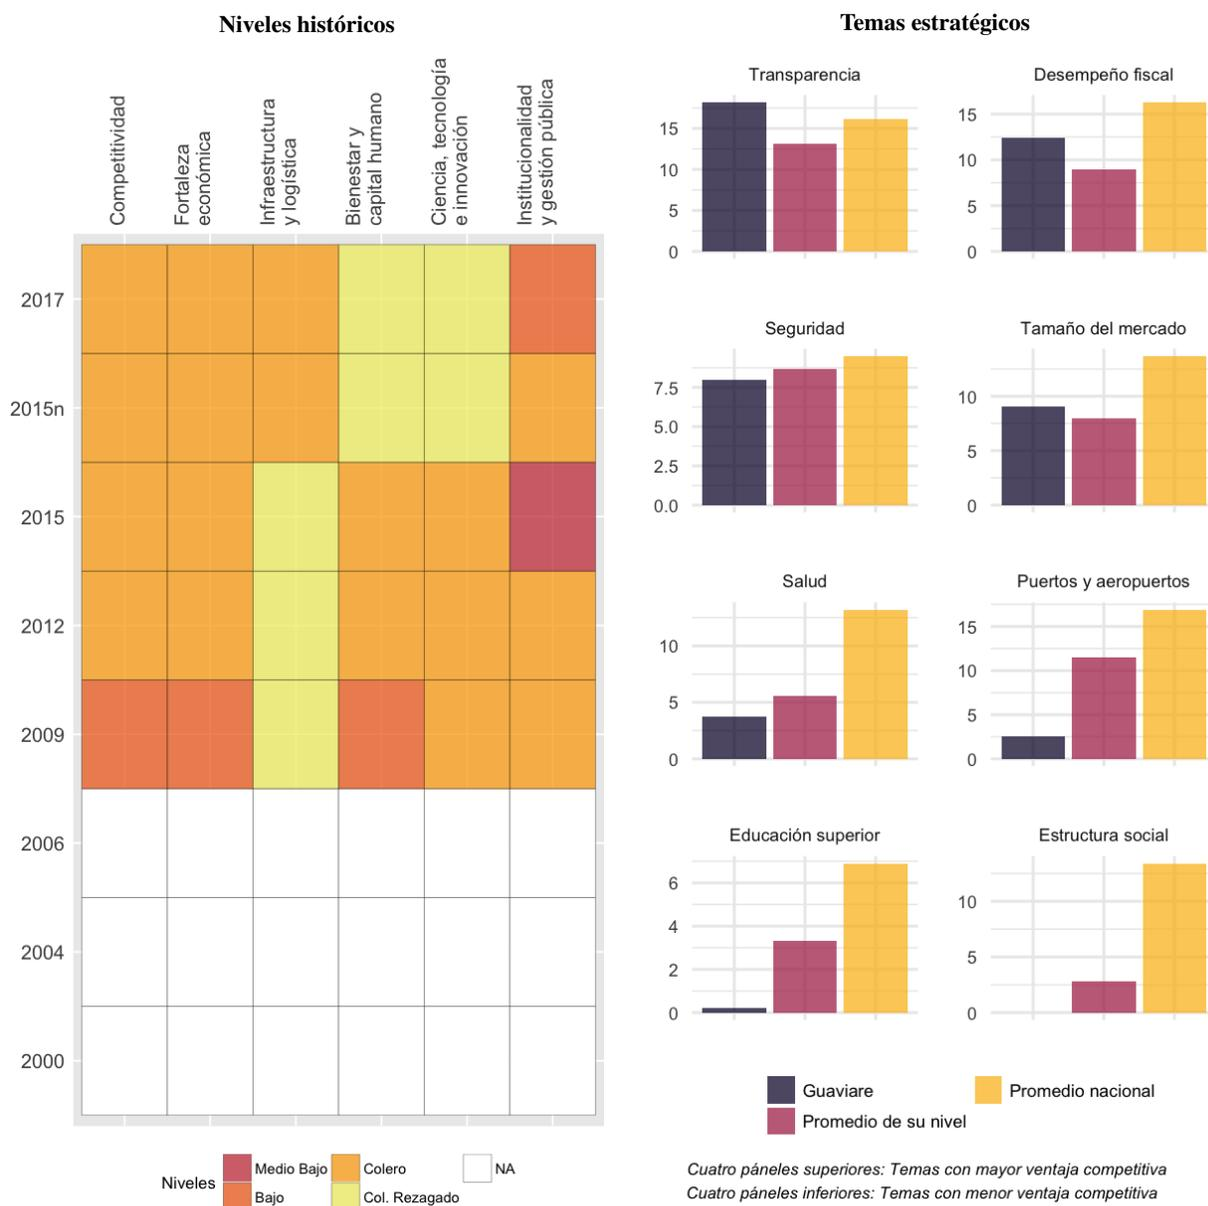 Niveles históricos
Competitividad
Fortaleza
económica
Infraestructura
y logística
Bienestar y
capital humano
Ciencia, tecnología
e innovación
Institucionalidad
y gestión pública
2017
2015n
2015
2012
2009
2006
2004
2000
Niveles
Medio Bajo
Bajo
Colero
Col. Rezagado
NA
Temas estratégicos
Transparencia
15
10
5
0
Desempeño fiscal
15
10
5
0
Seguridad
7.5
5.0
2.5
0.0
Tamaño del mercado
10
5
0
Salud
10
5
0
Puertos y aeropuertos
15
10
5
0
Educación superior
6
4
2
0
Estructura social
10
5
0
Guaviare
Promedio de su nivel
Promedio nacional
Cuatro páneles superiores: Temas con mayor ventaja competitiva
Cuatro páneles inferiores: Temas con menor ventaja competitiva